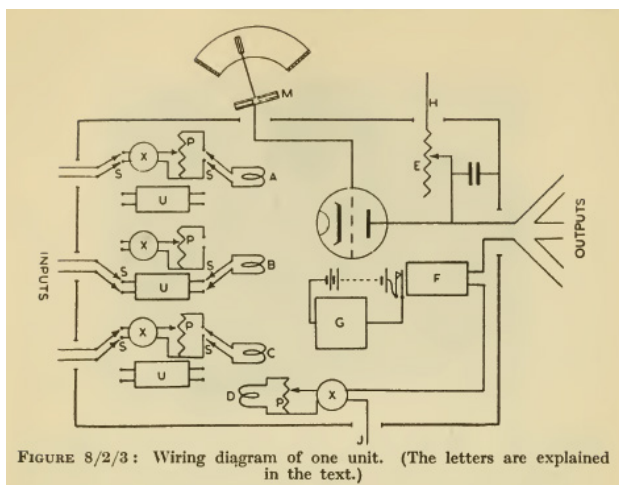 M
H
P
X
S
S
A
E
U
P
X
B
S
S
U
INPUTS
OUTPUTS
F
G
P
X
S
S
C
U
D
P
X
J
FIGURE 8/2/3: Wiring diagram of one unit. (The letters are explained
in the text.)